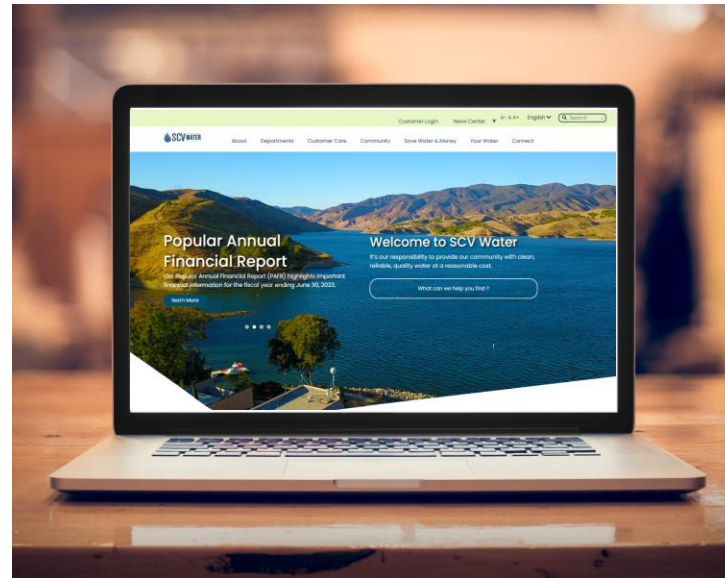 Customer Login News Center ▾ A- A A+ English Search
SCV WATER
About Departments Customer Care Community Save Water & Money Your Water Connect
Popular Annual
Financial Report
Our Popular Annual Financial Report (PAFR) highlights important
financial information for the fiscal year ending June 30, 2023.
learn More
Welcome to SCV Water
It's our responsibility to provide our community with clean,
reliable, quality water at a reasonable cost.
What can we help you find ?